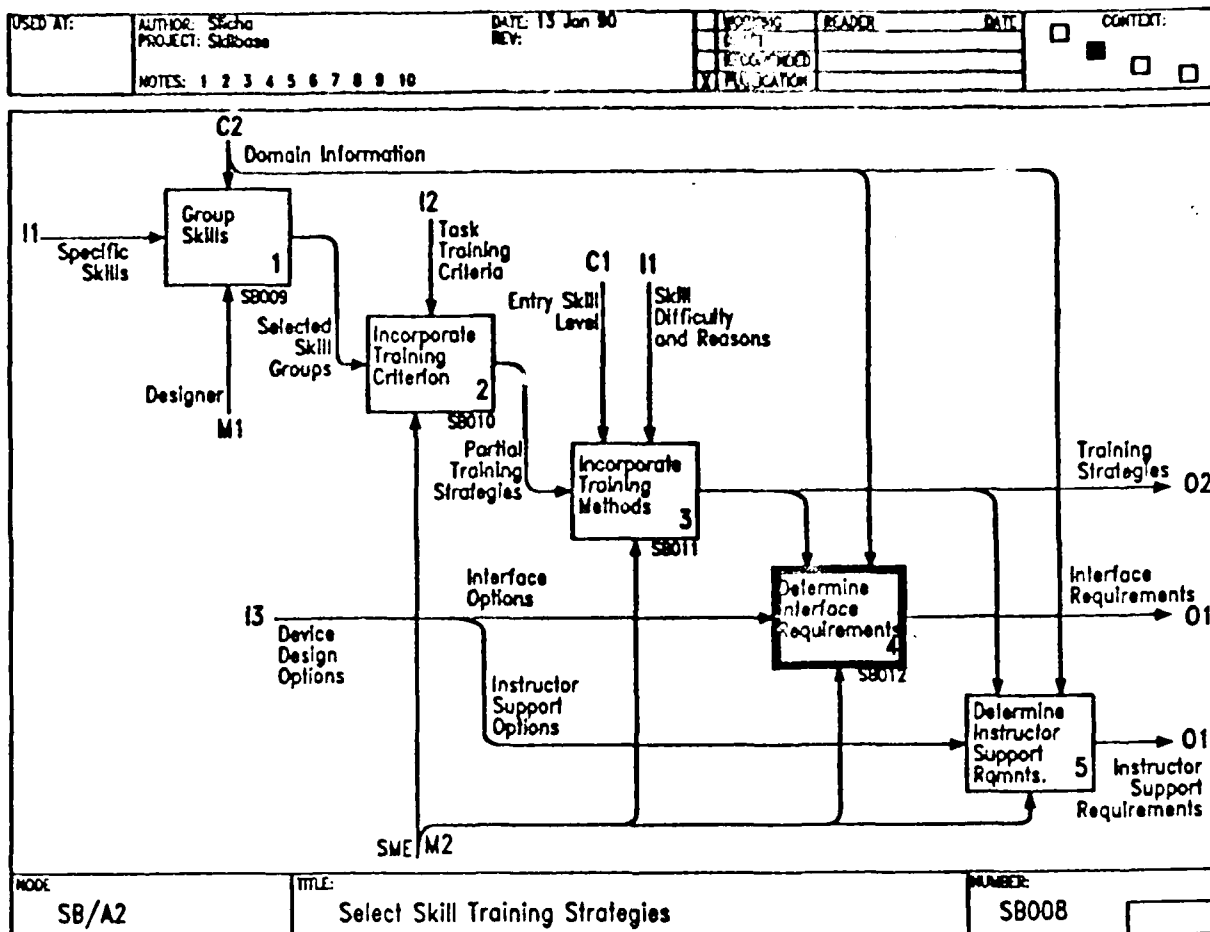 USED AT:
AUTHOR: Sticha
PROJECT: Skillbase
NOTES: 1 2 3 4 5 6 7 8 9 10
DATE: 13 Jan 90
REV:
WORKING
RECOMMENDED
X PUBLICATION
READER
DATE
CONTEXT:
C2
Domain Information
I1
Specific
Skills
Group
Skills
1
SB009
Designer
M1
Selected
Skill
Groups
I2
Task
Training
Criteria
Incorporate
Training
Criterion
2
SB010
Partial
Training
Strategies
C1
Entry Skill
Level
I1
Skill
Difficulty
and Reasons
Incorporate
Training
Methods
3
SB011
Training
Strategies
O2
I3
Device
Design
Options
Interface
Options
Determine
Interface
Requirements
4
SB012
Interface
Requirements
O1
Instructor
Support
Options
Determine
Instructor
Support
Rqmnts.
5
O1
Instructor
Support
Requirements
SME
M2
NODE
SB/A2
TITLE:
Select Skill Training Strategies
NUMBER:
SB008